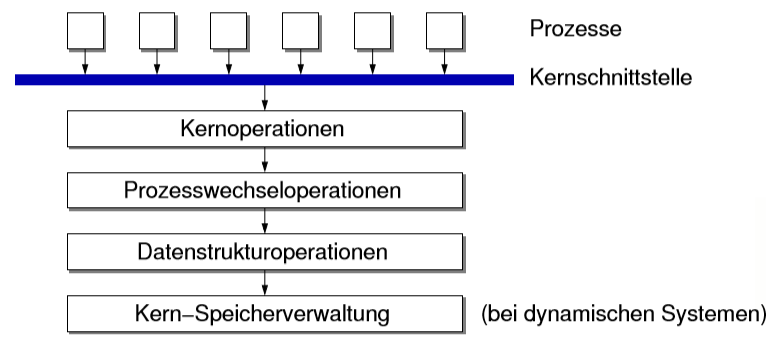 Prozesse
Kernschnittstelle
Kernoperationen
Prozesswechseloperationen
Datenstrukturoperationen
Kern−Speicherverwaltung (bei dynamischen Systemen)